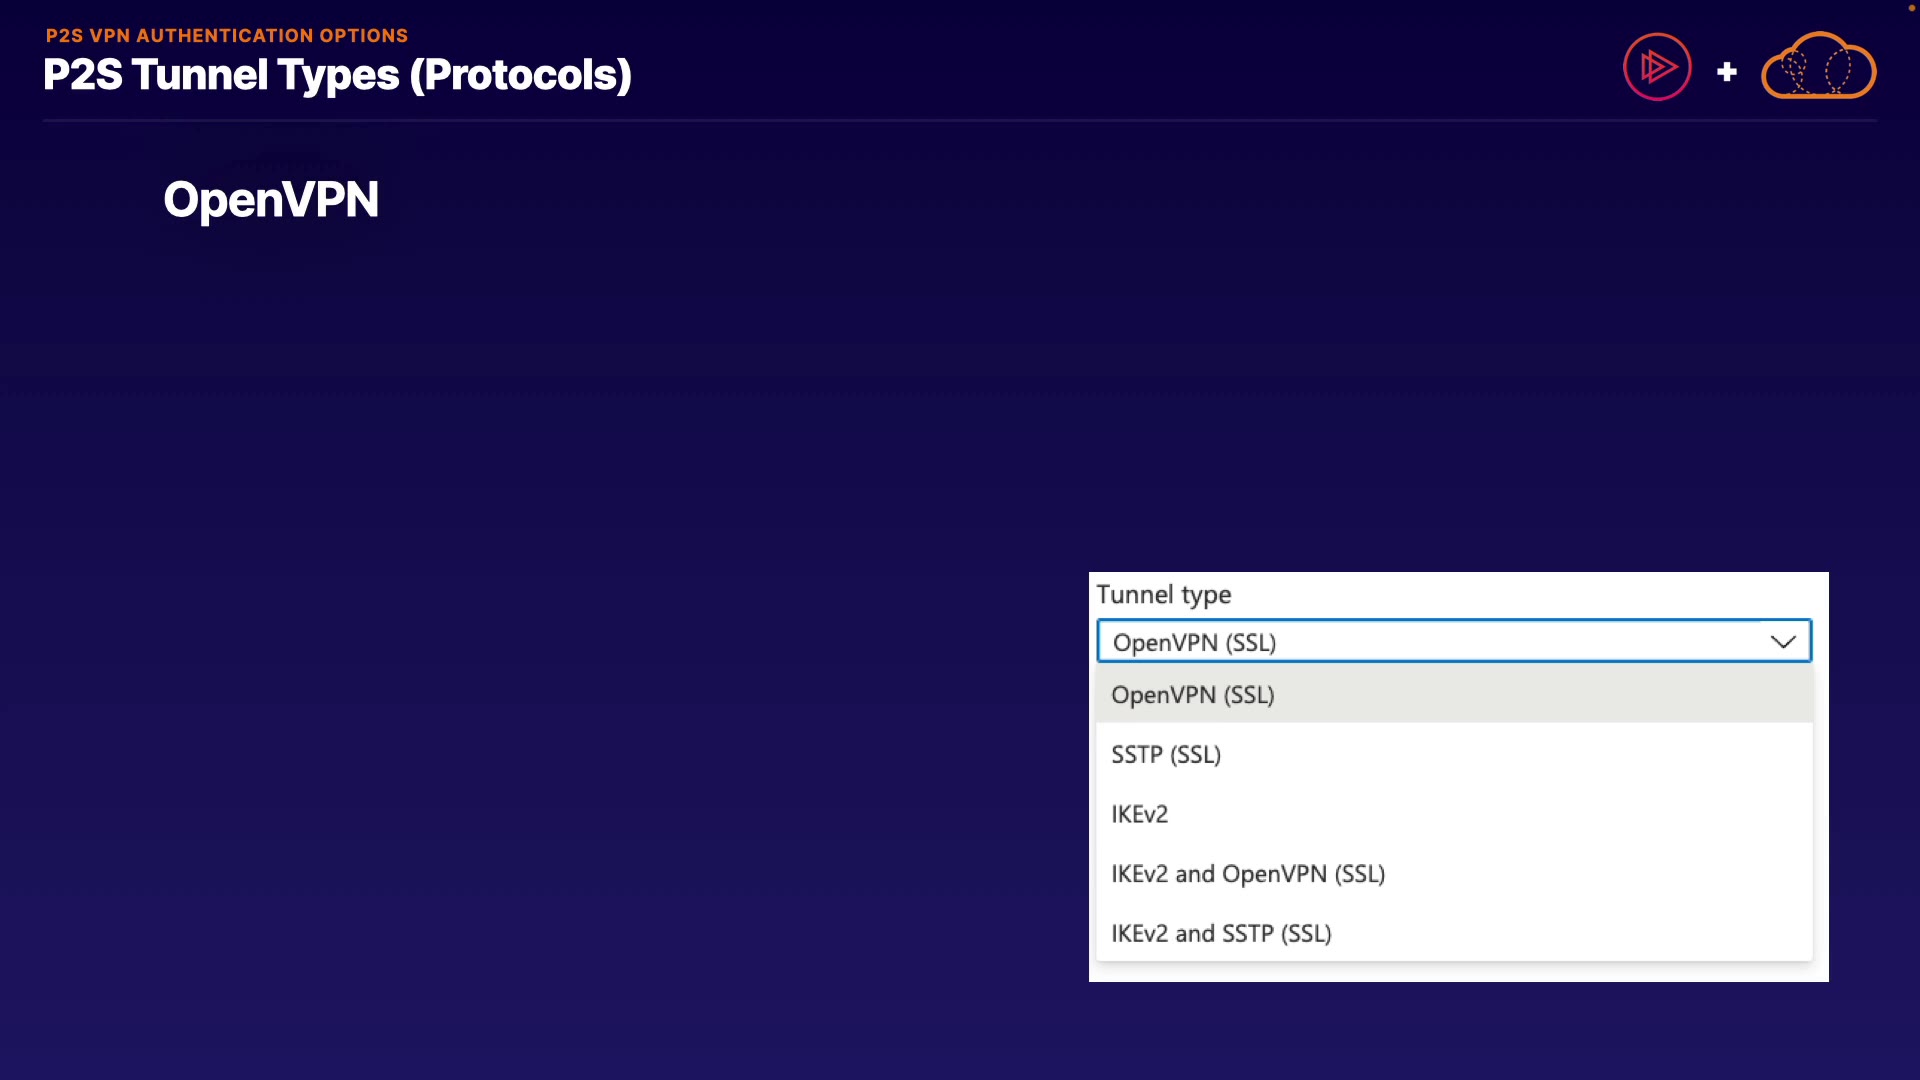 P2S VPN AUTHENTICATION OPTIONS
P2S Tunnel Types (Protocols)
+
OpenVPN
Tunnel type
OpenVPN (SSL)
OpenVPN (SSL)
SSTP (SSL)
IKEv2
IKEv2 and OpenVPN (SSL)
IKEv2 and SSTP (SSL)